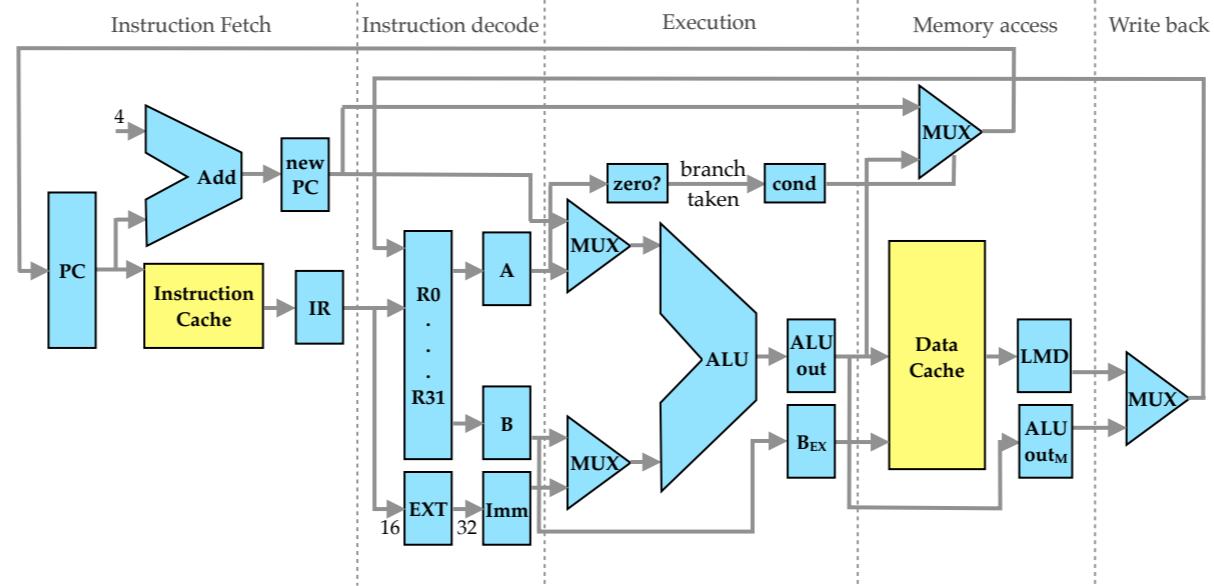 Instruction Fetch
Instruction decode
Execution
Memory access
Write back
4
Add
new
PC
PC
Instruction
Cache
IR
R0
.
.
.
R31
A
B
EXT
16
32
Imm
zero?
branch
taken
cond
MUX
MUX
MUX
ALU
ALU
out
BEX
Data
Cache
LMD
ALU
outM
MUX